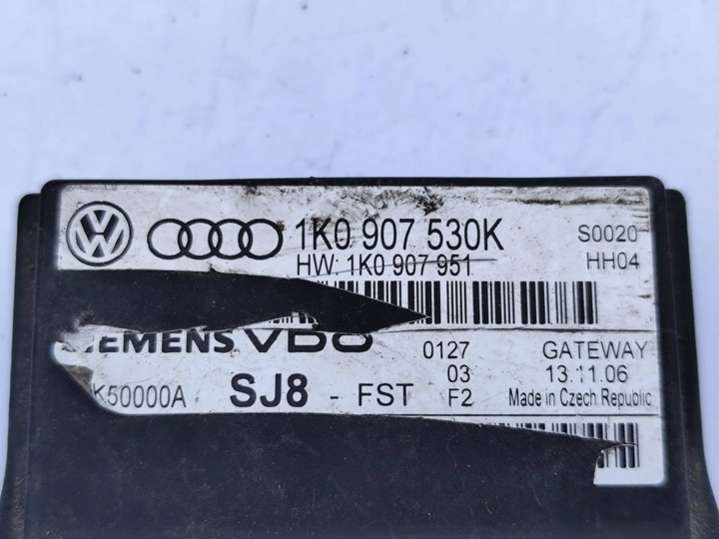 1K0 907 530K S0020
HW: 1K0 907 951 HH04
SIEMENS VDO 0127 GATEWAY
03 13.11.06
K50000A SJ8 - FST F2 Made in Czech Republic